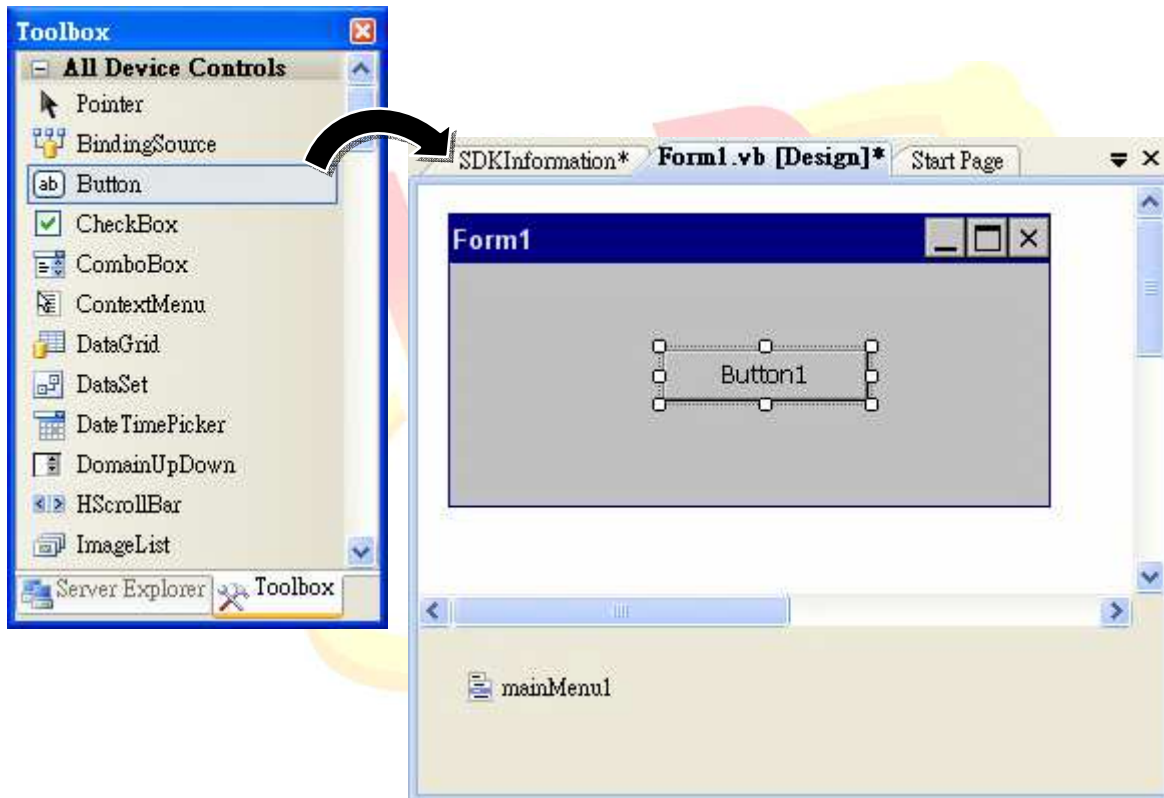 Toolbox
All Device Controls
Pointer
BindingSource
ab Button
CheckBox
ComboBox
ContextMenu
DataGrid
DataSet
DateTimePicker
DomainUpDown
HScrollBar
ImageList
Server Explorer Toolbox
SDKInformation* Form1.vb [Design]* Start Page
Form1
Button1
mainMenu1